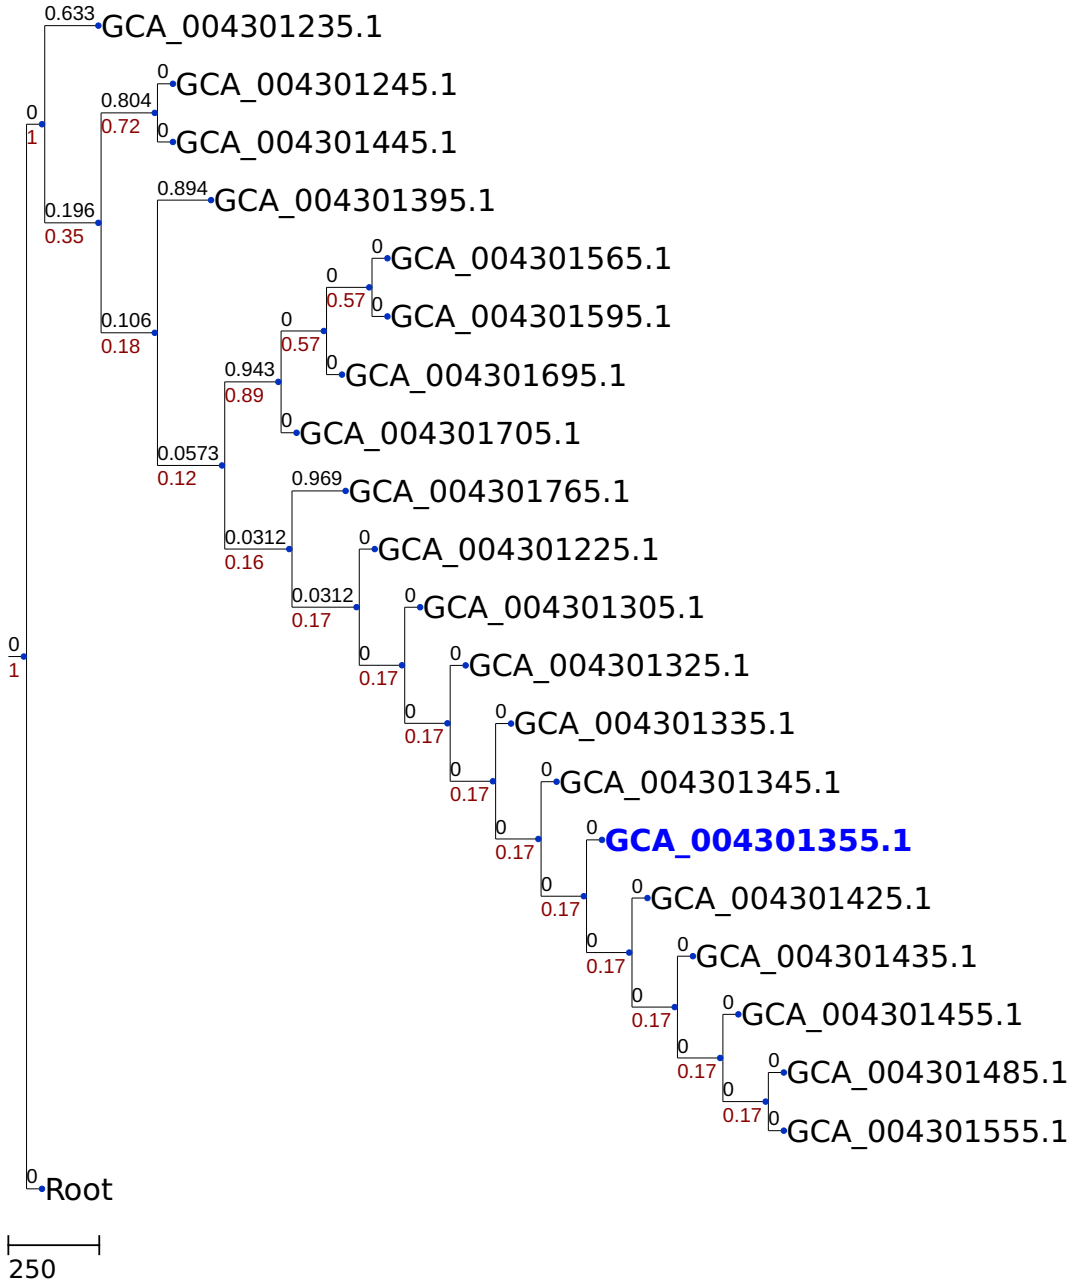 0.633
GCA_004301235.1
0
GCA_004301245.1
0.804
0.72
0
1
0
GCA_004301445.1
0.894
GCA_004301395.1
0.196
0.35
0
GCA_004301565.1
0
0.57
0
GCA_004301595.1
0.106
0.18
0
0.57
0
GCA_004301695.1
0.943
0.89
0
GCA_004301705.1
0.0573
0.12
0.969
GCA_004301765.1
0.0312
0.16
0
GCA_004301225.1
0.0312
0.17
0
GCA_004301305.1
0
1
0
0.17
0
GCA_004301325.1
0
0.17
0
GCA_004301335.1
0
0.17
0
GCA_004301345.1
0
0.17
0
GCA_004301355.1
0
0.17
0
GCA_004301425.1
0
0.17
0
GCA_004301435.1
0
0.17
0
GCA_004301455.1
0
0.17
0
GCA_004301485.1
0
0.17
0
GCA_004301555.1
0
Root
250